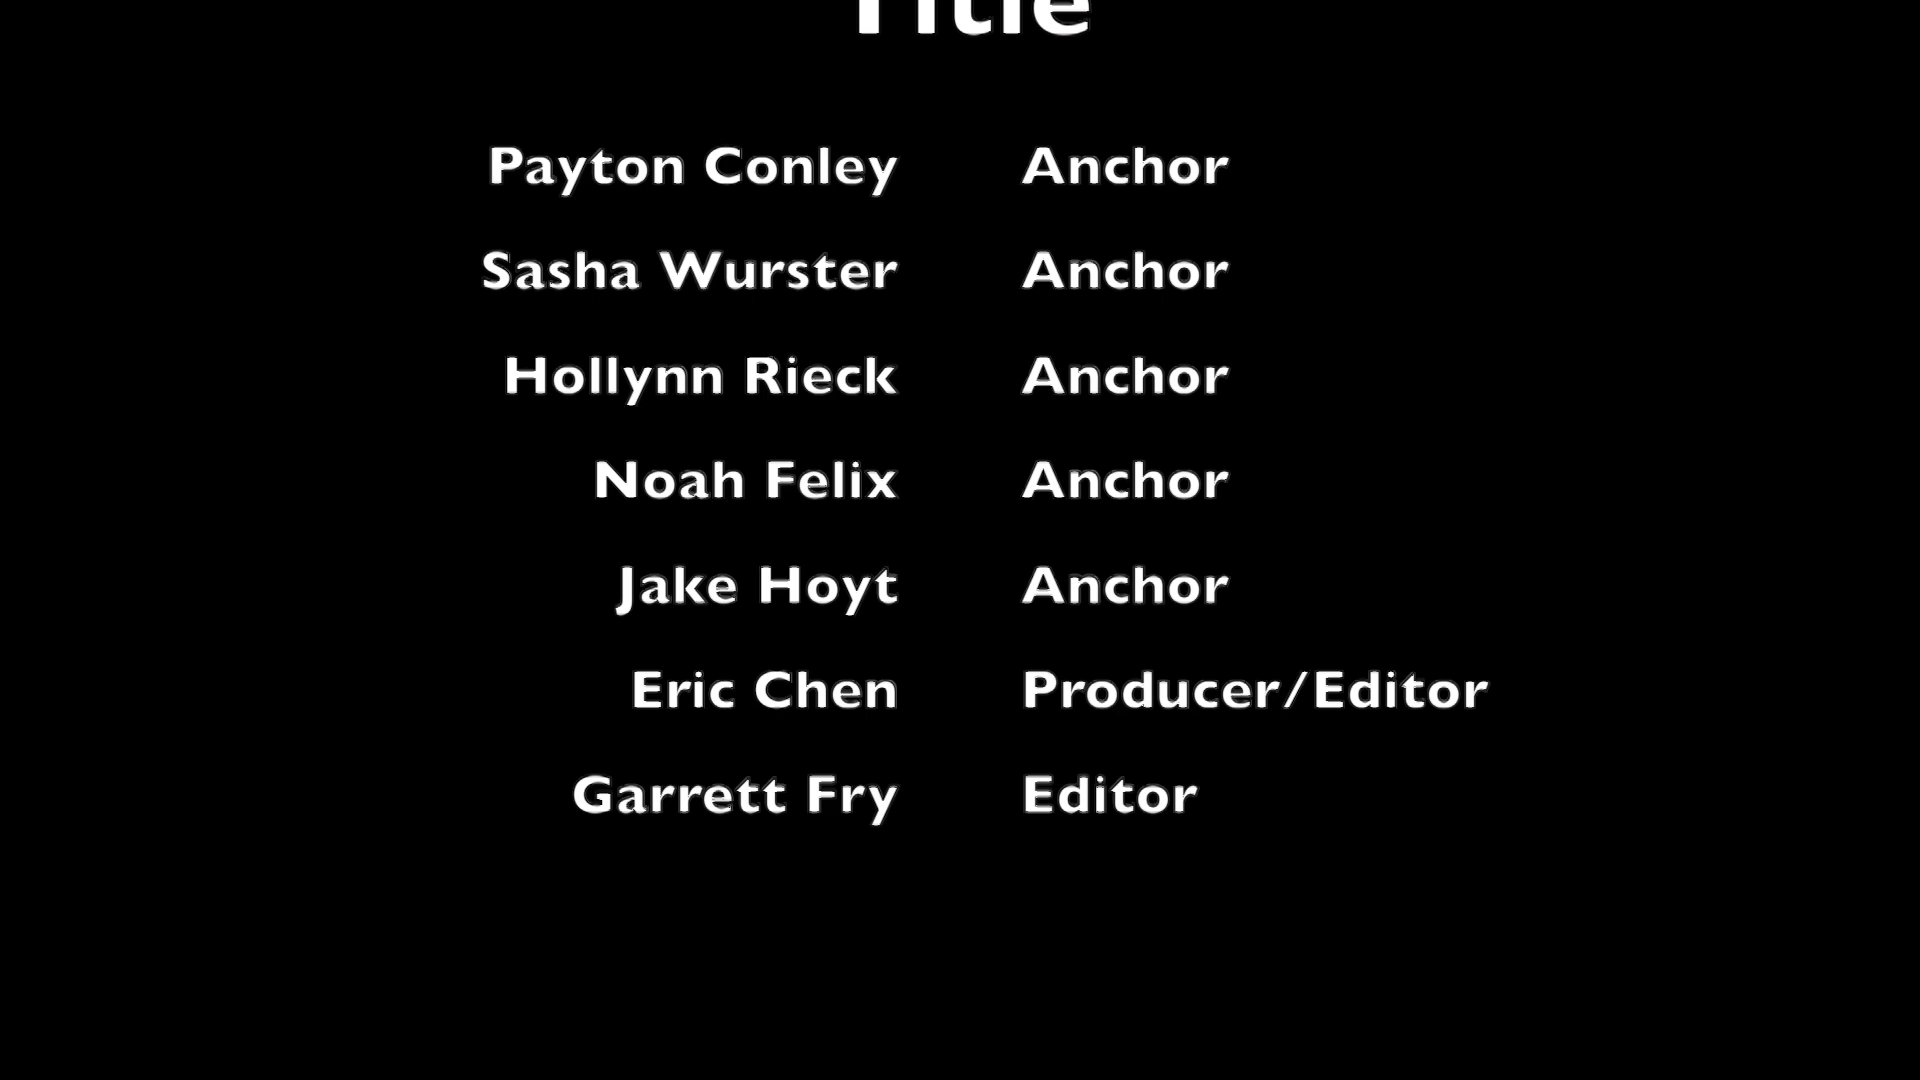 Title
Payton Conley Anchor
Sasha Wurster Anchor
Hollynn Rieck Anchor
Noah Felix Anchor
Jake Hoyt Anchor
Eric Chen Producer/Editor
Garrett Fry Editor